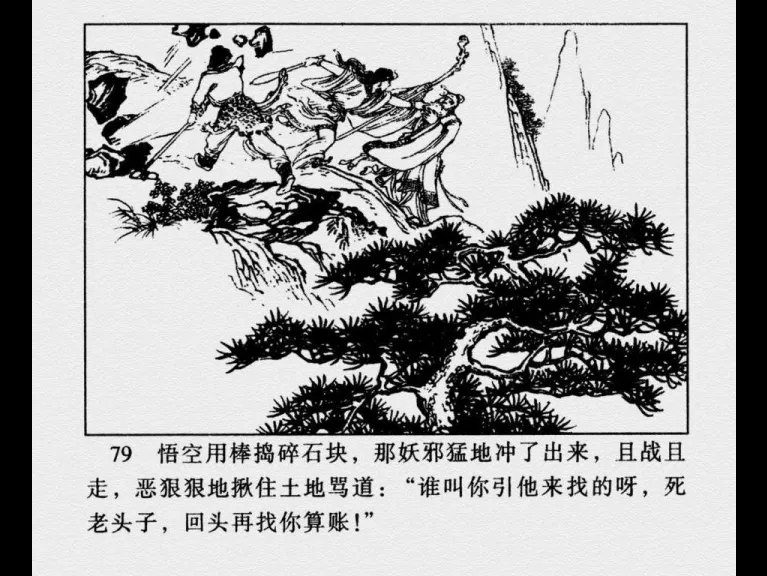 79 悟空用棒捣碎石块，那妖邪猛地冲了出来，且战且
走，恶狠狠地揪住土地骂道：“谁叫你引他来找的呀，死
老头子，回头再找你算账！”